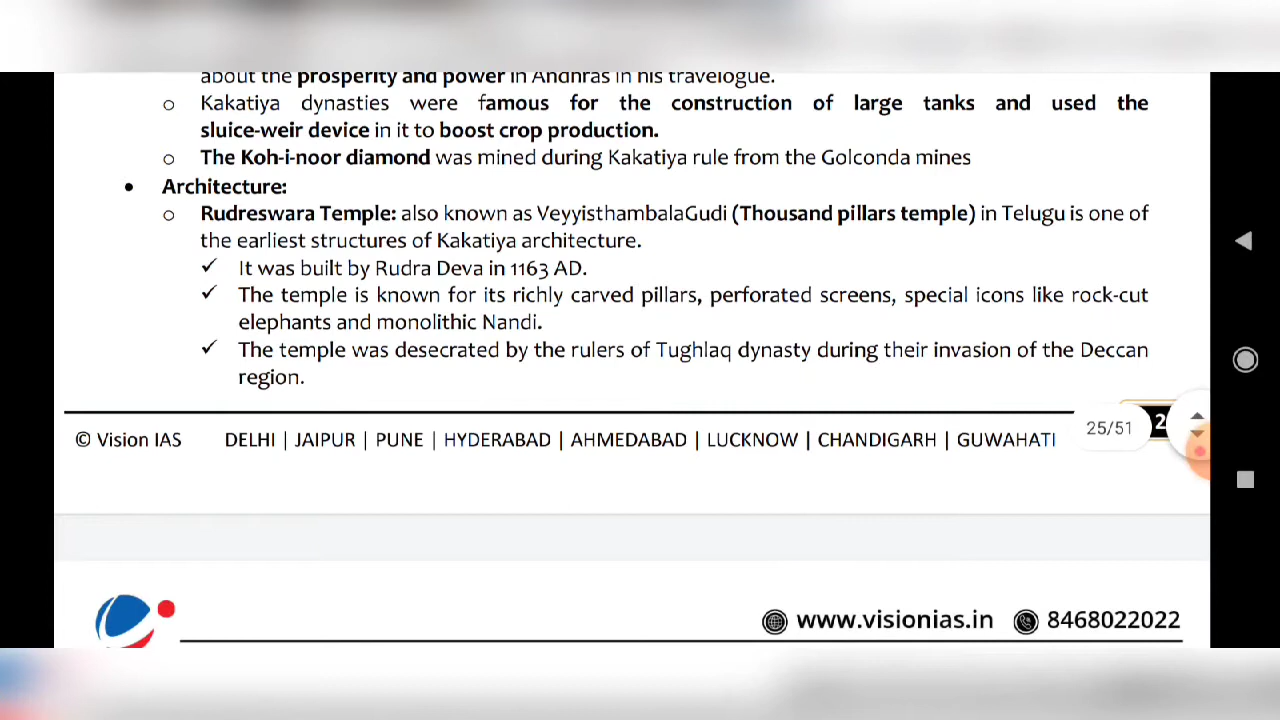 about the prosperity and power in Andhras in his travelogue.
o Kakatiya dynasties were famous for the construction of large tanks and used the
sluice-weir device in it to boost crop production.
o The Koh-i-noor diamond was mined during Kakatiya rule from the Golconda mines
• Architecture:
o Rudreswara Temple: also known as VeyyisthambalaGudi (Thousand pillars temple) in Telugu is one of
the earliest structures of Kakatiya architecture.
✓ It was built by Rudra Deva in 1163 AD.
✓ The temple is known for its richly carved pillars, perforated screens, special icons like rock-cut
elephants and monolithic Nandi.
✓ The temple was desecrated by the rulers of Tughlaq dynasty during their invasion of the Deccan
region.
© Vision IAS DELHI | JAIPUR | PUNE | HYDERABAD | AHMEDABAD | LUCKNOW | CHANDIGARH | GUWAHATI
25/51
www.visionias.in 8468022022